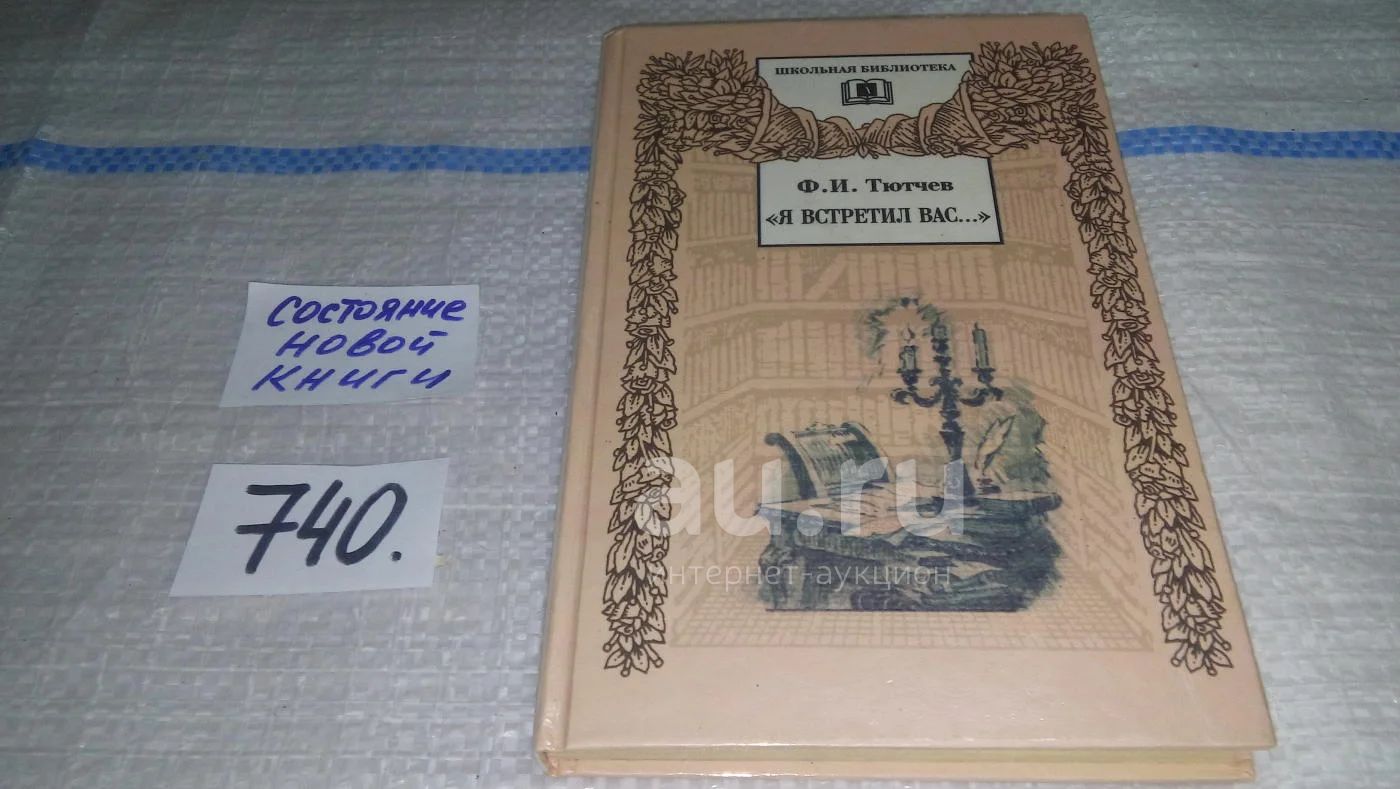 ШКОЛЬНАЯ БИБЛИОТЕКА
Ф.И. Тютчев
«Я ВСТРЕТИЛ ВАС...»
состояние
новой
книги
740.
au.ru
интернет-аукцион